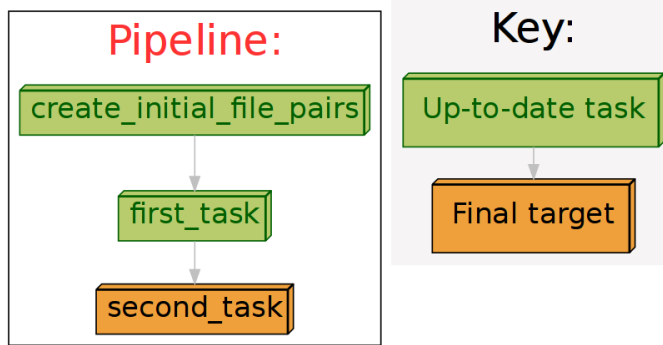 Pipeline:
create_initial_file_pairs
first_task
second_task
Key:
Up-to-date task
Final target